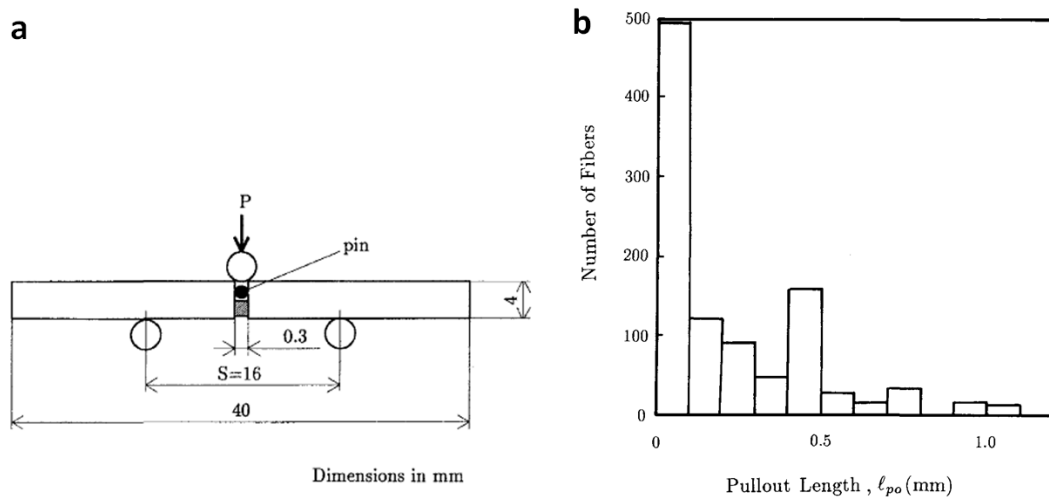 a
P
pin
4
0.3
S=16
40
Dimensions in mm
b
500
400
300
200
100
0
Number of Fibers
0
0.5
1.0
Pullout Length , ℓpo (mm)